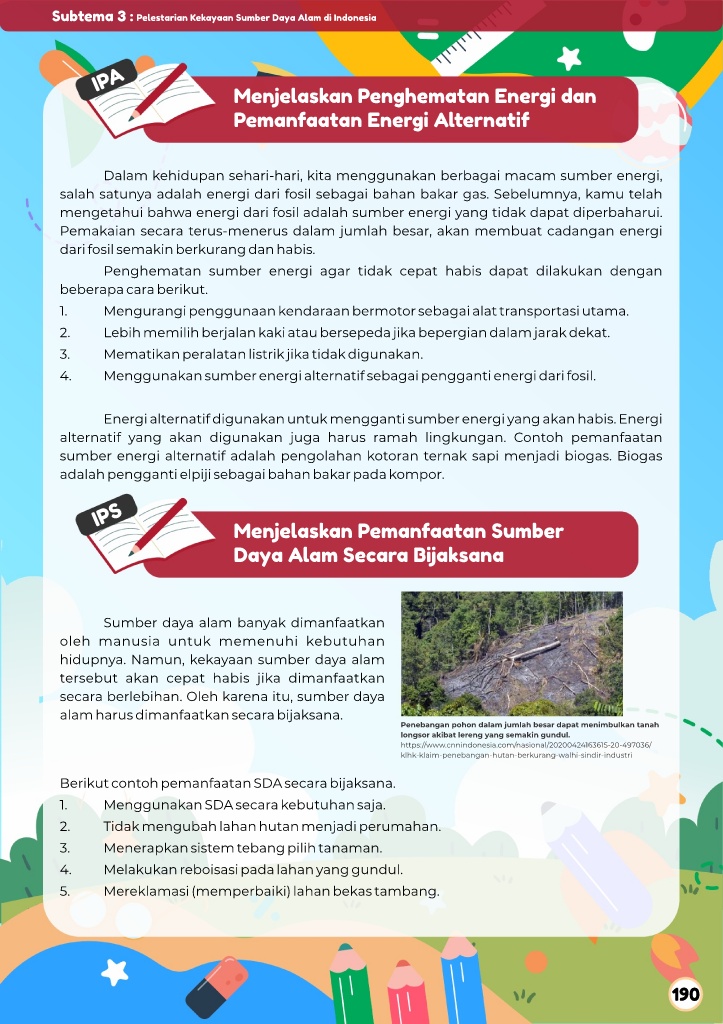 Subtema 3 : Pelestarian Kekayaan Sumber Daya Alam di Indonesia
IPA
Menjelaskan Penghematan Energi dan
Pemanfaatan Energi Alternatif
Dalam kehidupan sehari-hari, kita menggunakan berbagai macam sumber energi,
salah satunya adalah energi dari fosil sebagai bahan bakar gas. Sebelumnya, kamu telah
mengetahui bahwa energi dari fosil adalah sumber energi yang tidak dapat diperbaharui.
Pemakaian secara terus-menerus dalam jumlah besar, akan membuat cadangan energi
dari fosil semakin berkurang dan habis.
Penghematan sumber energi agar tidak cepat habis dapat dilakukan dengan
beberapa cara berikut.
1. Mengurangi penggunaan kendaraan bermotor sebagai alat transportasi utama.
2. Lebih memilih berjalan kaki atau bersepeda jika bepergian dalam jarak dekat.
3. Mematikan peralatan listrik jika tidak digunakan.
4. Menggunakan sumber energi alternatif sebagai pengganti energi dari fosil.
Energi alternatif digunakan untuk mengganti sumber energi yang akan habis. Energi
alternatif yang akan digunakan juga harus ramah lingkungan. Contoh pemanfaatan
sumber energi alternatif adalah pengolahan kotoran ternak sapi menjadi biogas. Biogas
adalah pengganti elpiji sebagai bahan bakar pada kompor.
IPS
Menjelaskan Pemanfaatan Sumber
Daya Alam Secara Bijaksana
Sumber daya alam banyak dimanfaatkan
oleh manusia untuk memenuhi kebutuhan
hidupnya. Namun, kekayaan sumber daya alam
tersebut akan cepat habis jika dimanfaatkan
secara berlebihan. Oleh karena itu, sumber daya
alam harus dimanfaatkan secara bijaksana.
Penebangan pohon dalam jumlah besar dapat menimbulkan tanah
longsor akibat lereng yang semakin gundul.
https://www.cnnindonesia.com/nasional/20200424163615-20-497036/
klhk-klaim-penebangan-hutan-berkurang-walhi-sindir-industri
Berikut contoh pemanfaatan SDA secara bijaksana.
1. Menggunakan SDA secara kebutuhan saja.
2. Tidak mengubah lahan hutan menjadi perumahan.
3. Menerapkan sistem tebang pilih tanaman.
4. Melakukan reboisasi pada lahan yang gundul.
5. Mereklamasi (memperbaiki) lahan bekas tambang.
190